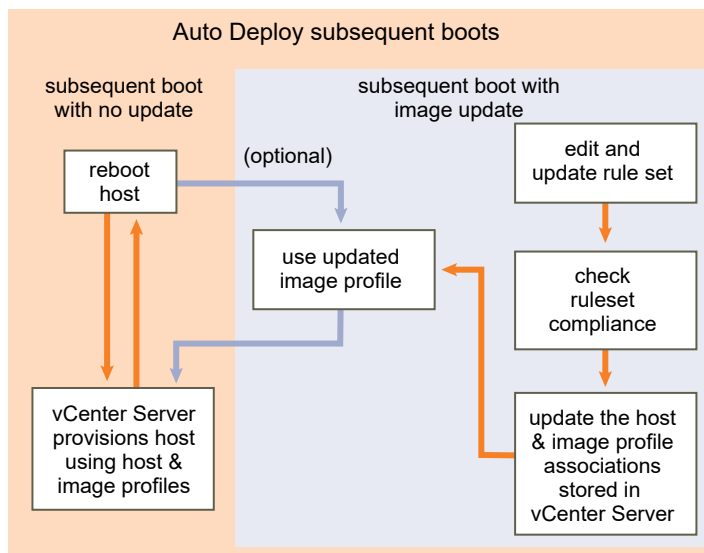 Auto Deploy subsequent boots
subsequent boot
with no update
subsequent boot with
image update
reboot
host
(optional)
edit and
update rule set
use updated
image profile
check
ruleset
compliance
vCenter Server
provisions host
using host &
image profiles
update the host
& image profile
associations
stored in
vCenter Server